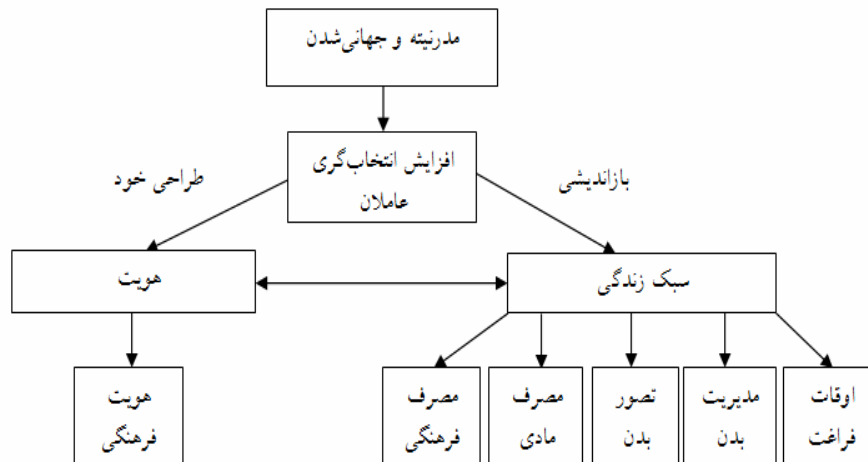 مدرنیته و جهانی‌شدن
افزایش انتخاب‌گری
عاملان
بازاندیشی
طراحی خود
سبک زندگی
هویت
اوقات
فراغت
مدیریت
بدن
تصور
بدن
مصرف
مادی
مصرف
فرهنگی
هویت
فرهنگی